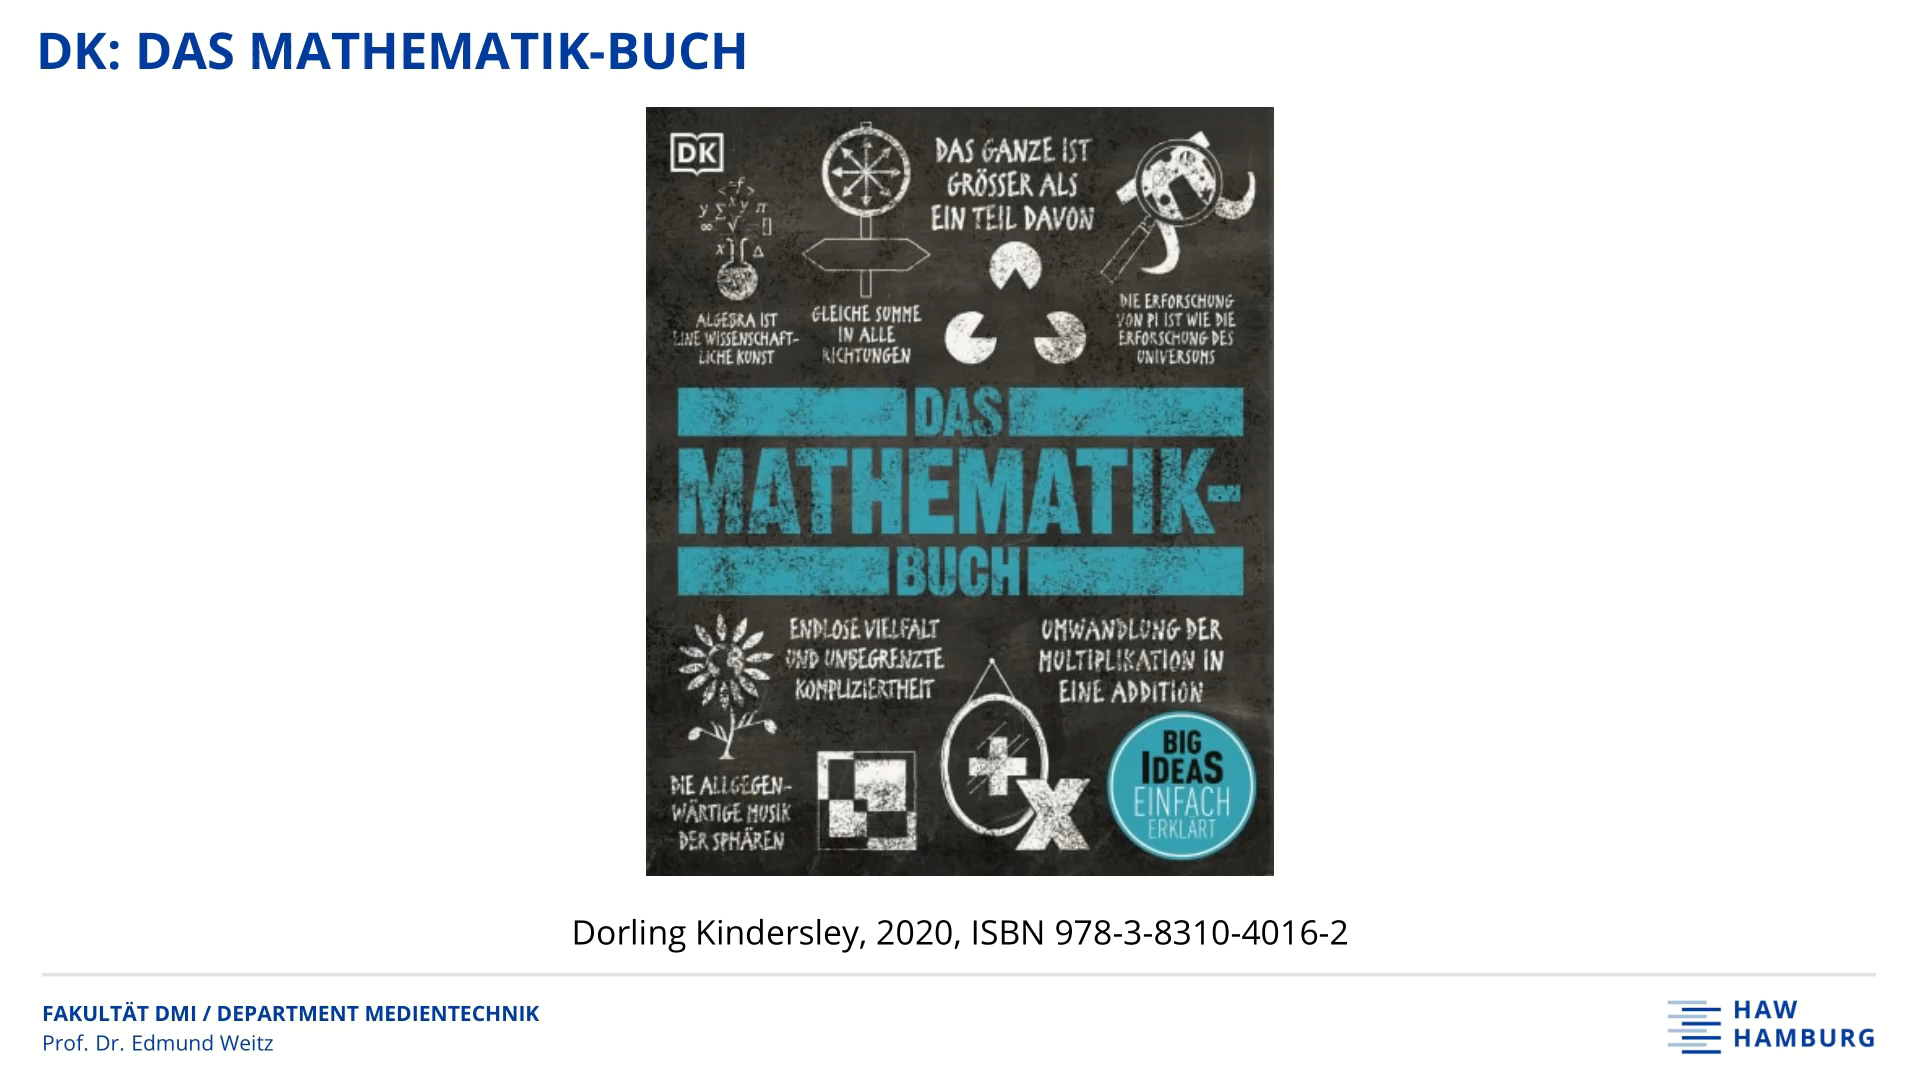 DK: DAS MATHEMATIK-BUCH
DK
DAS GANZE IST
GRÖSSER ALS
EIN TEIL DAVON
ALGEBRA IST
EINE WISSENSCHAFT-
LICHE KUNST
GLEICHE SUMME
IN ALLE
RICHTUNGEN
DIE ERFORSCHUNG
VON PI IST WIE DIE
ERFORSCHUNG DES
UNIVERSUMS
DAS
MATHEMATIK-
BUCH
ENDLOSE VIELFALT
UND UNBEGRENZTE
KOMPLIZIERTHEIT
UMWANDLUNG DER
MULTIPLIKATION IN
EINE ADDITION
DIE ALLGEGEN-
WÄRTIGE MUSIK
DER SPHÄREN
BIG
IDEAS
EINFACH
ERKLÄRT
Dorling Kindersley, 2020, ISBN 978-3-8310-4016-2
FAKULTÄT DMI / DEPARTMENT MEDIENTECHNIK
Prof. Dr. Edmund Weitz
HAW
HAMBURG